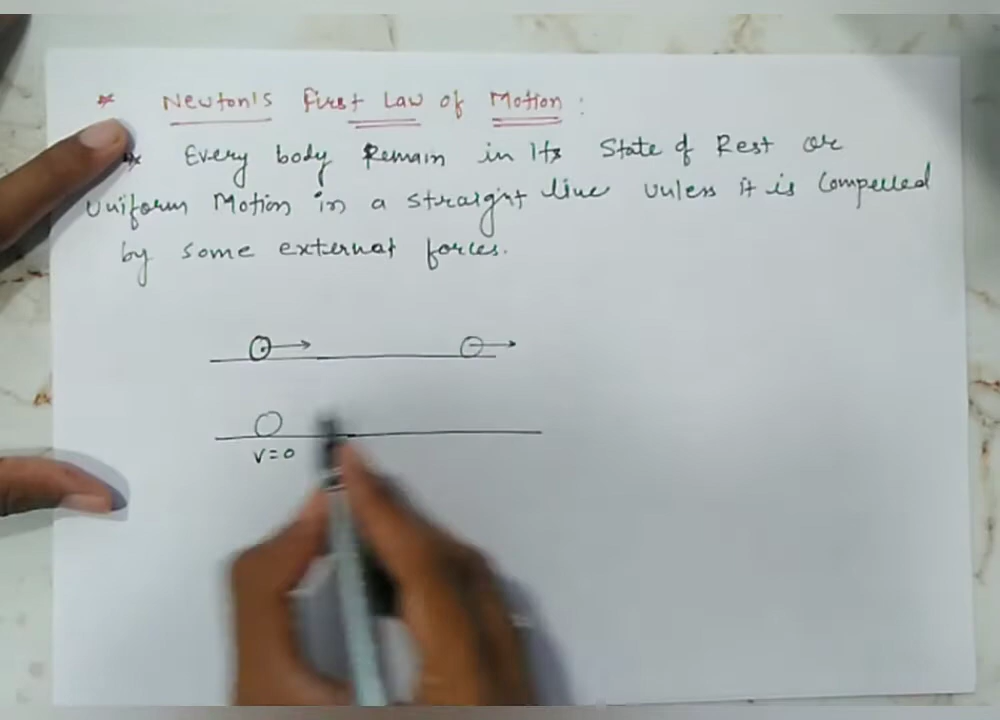 * Newton's First Law of Motion :
* Every body Remain in Its State of Rest or
Uniform Motion in a straight line unless it is Compelled
by some external forces.
V=0